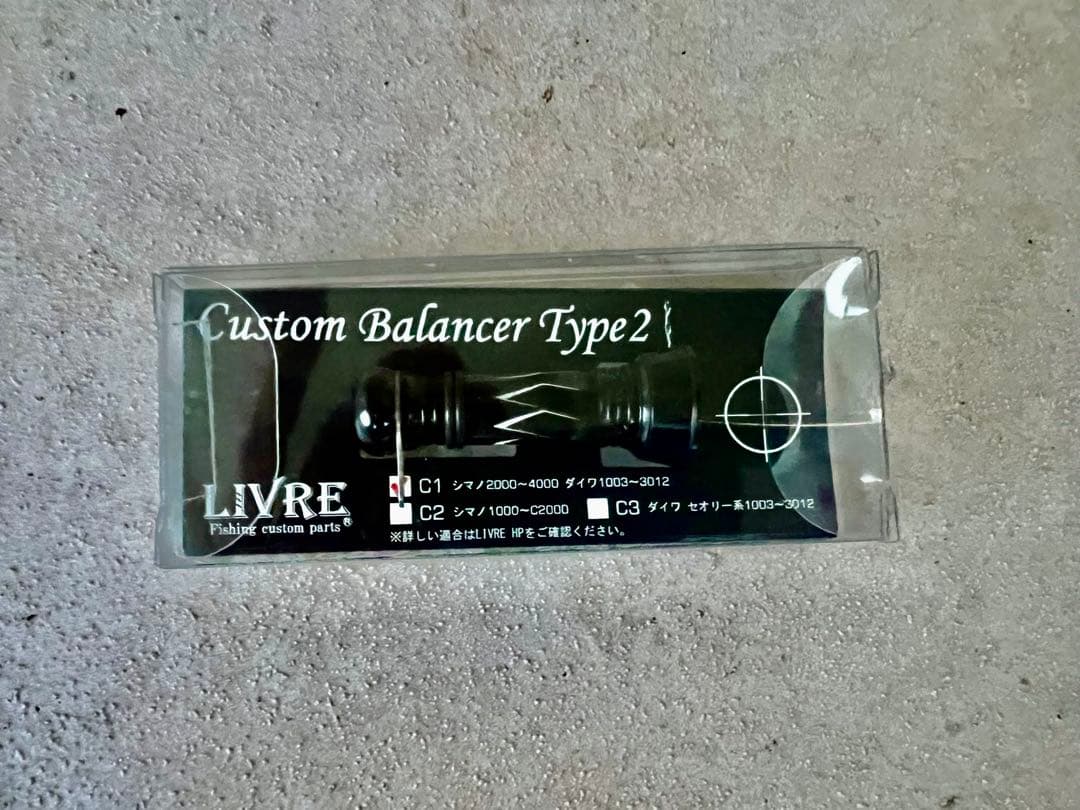 Custom Balancer Type2
LIVRE
Fishing custom parts®
C1 シマノ2000～4000 ダイワ1003～3012
C2 シマノ1000～C2000 C3 ダイワ セオリー系1003～3012
※詳しい適合はLIVRE HPをご確認ください。